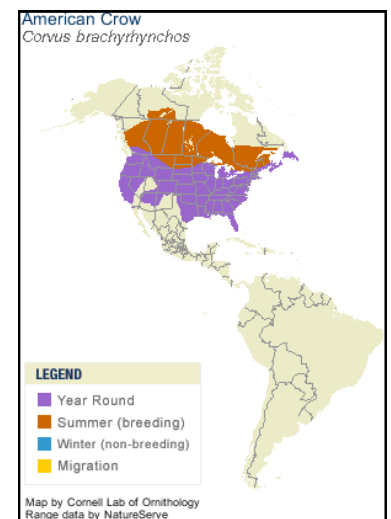 American Crow
Corvus brachyrhynchos
LEGEND
Year Round
Summer (breeding)
Winter (non-breeding)
Migration
Map by Cornell Lab of Ornithology
Range data by NatureServe